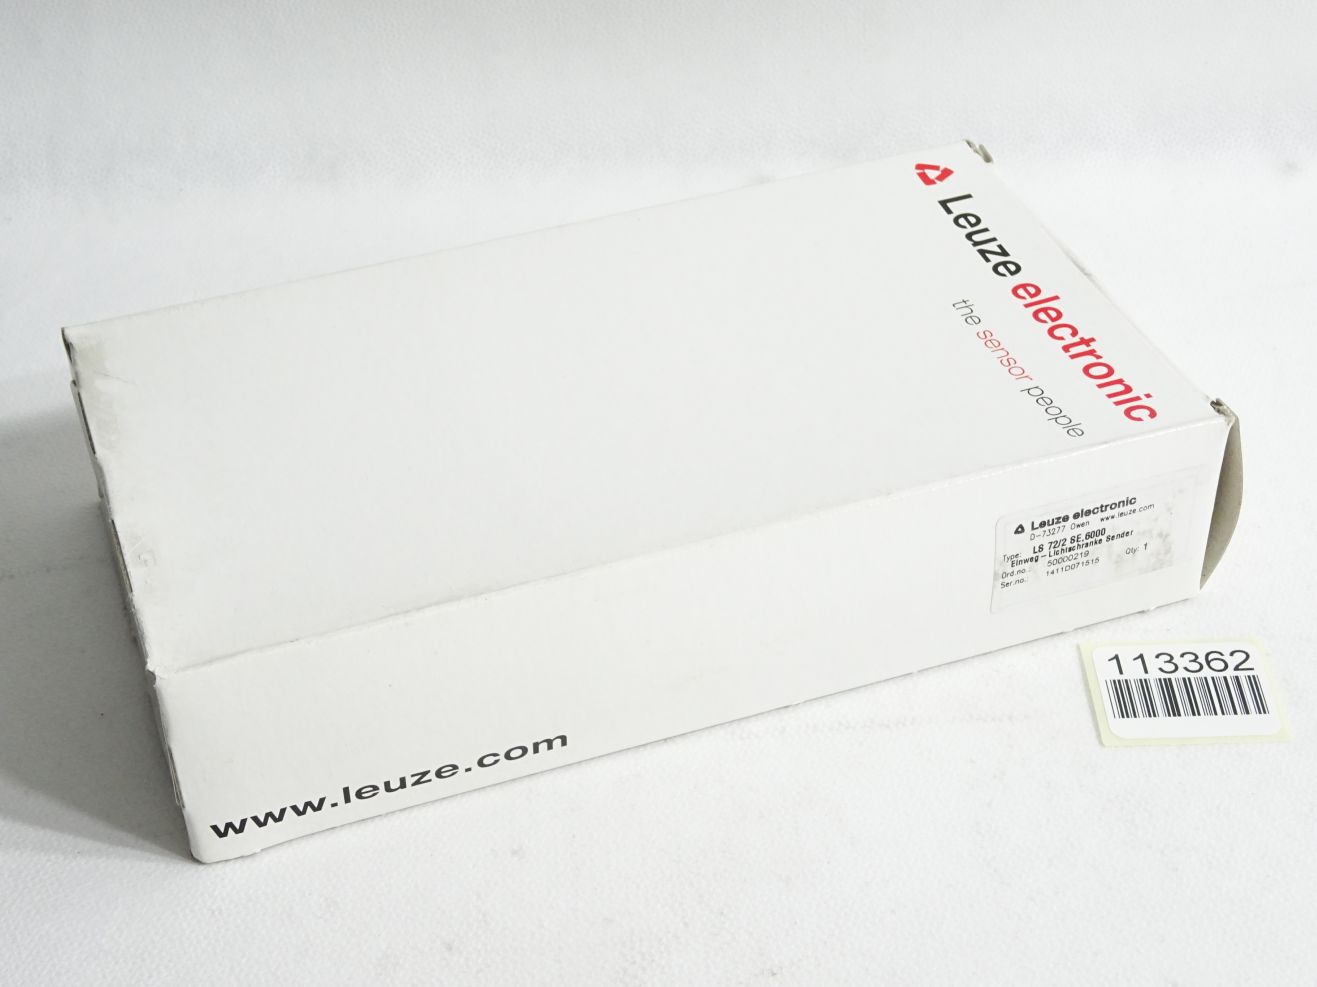 Leuze electronic
the sensor people
Leuze electronic
D-73277 Owen www.leuze.com
Type: LS 72/2 SE.6000
Einweg-Lichtschranke Sender
Ord.no.: 50000219 Qty: 1
Ser.no.: 1411D071515
113362
www.leuze.com